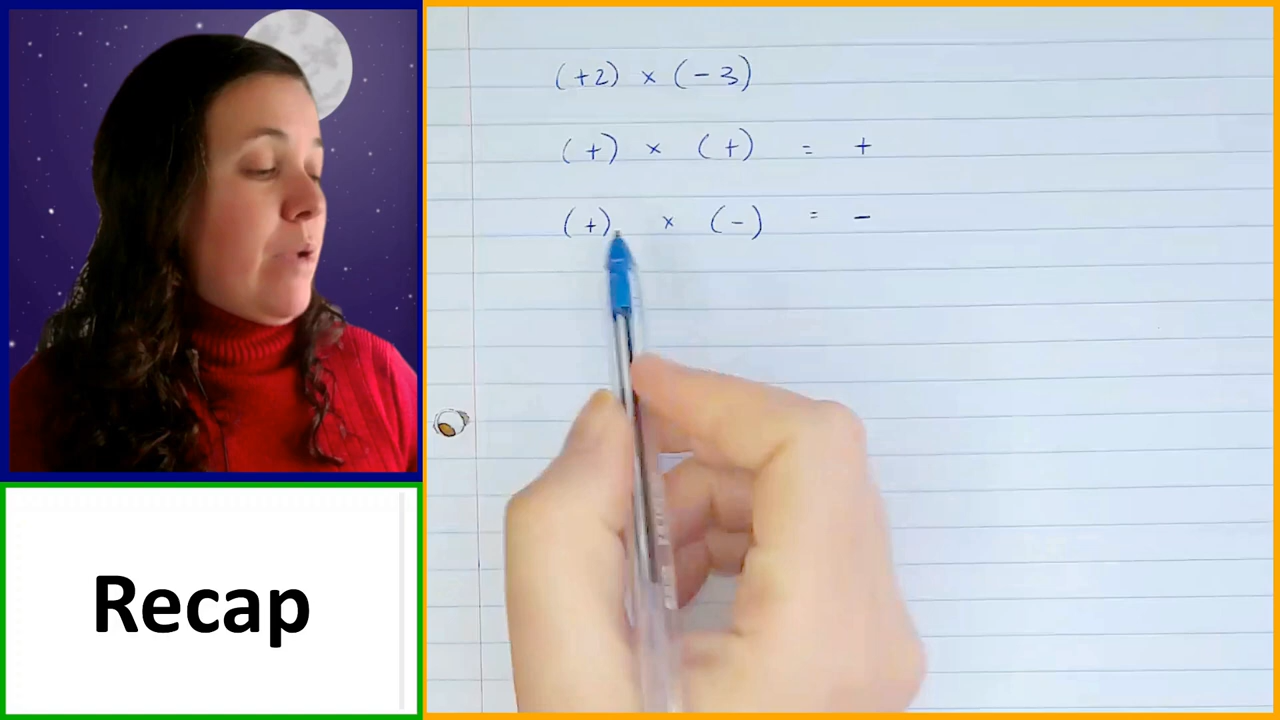 (+2) × (-3)
(+) × (+) = +
(+) × (-) = -
Recap